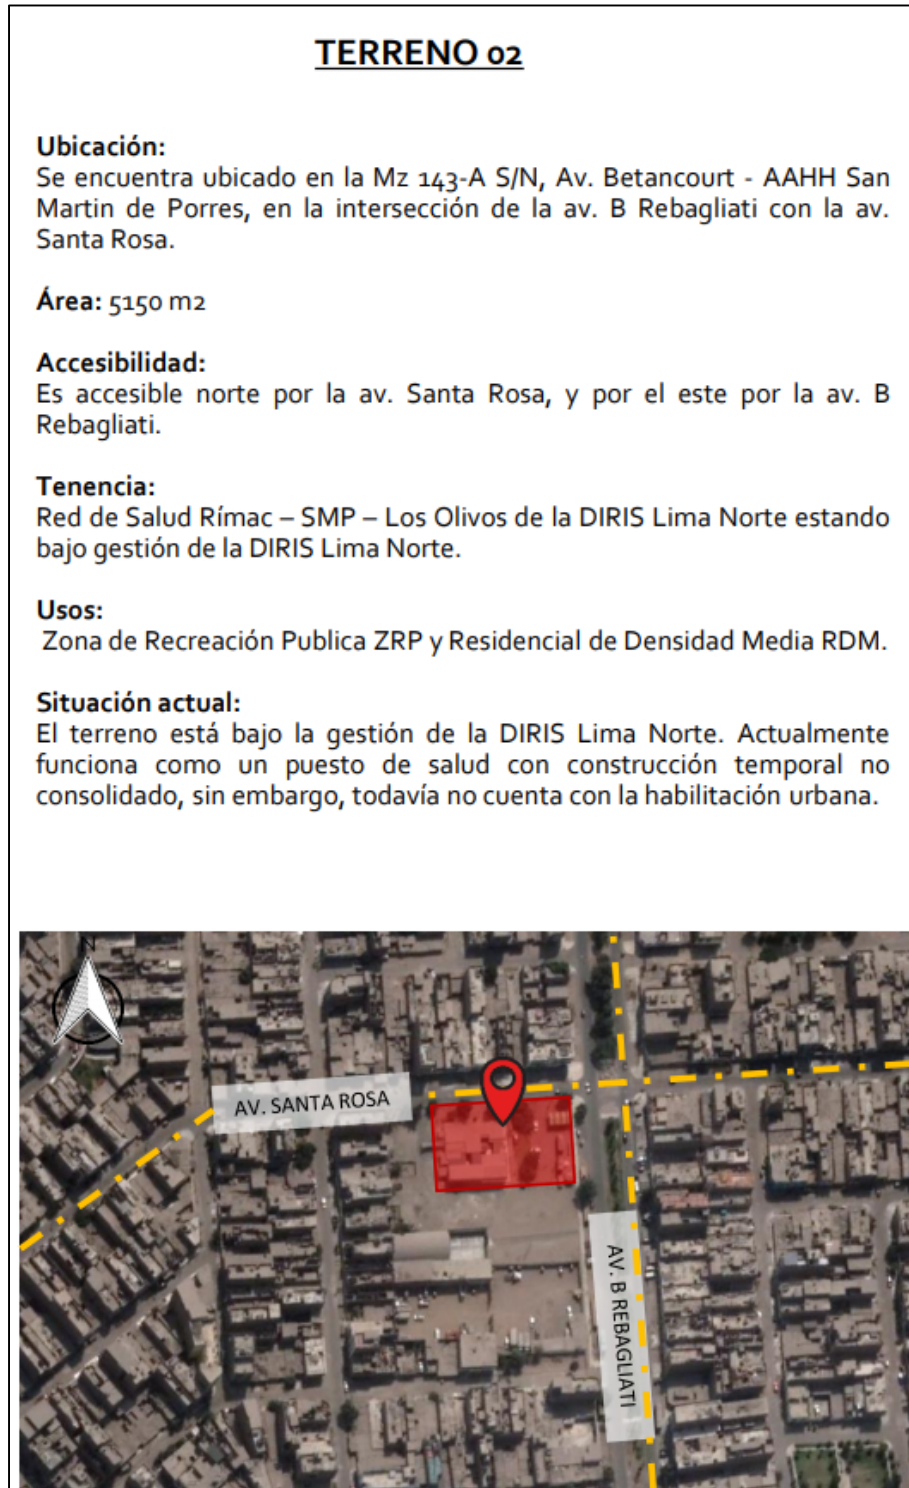 TERRENO 02
Ubicación:
Se encuentra ubicado en la Mz 143-A S/N, Av. Betancourt - AAHH San
Martin de Porres, en la intersección de la av. B Rebagliati con la av.
Santa Rosa.
Área: 5150 m2
Accesibilidad:
Es accesible norte por la av. Santa Rosa, y por el este por la av. B
Rebagliati.
Tenencia:
Red de Salud Rímac – SMP – Los Olivos de la DIRIS Lima Norte estando
bajo gestión de la DIRIS Lima Norte.
Usos:
Zona de Recreación Publica ZRP y Residencial de Densidad Media RDM.
Situación actual:
El terreno está bajo la gestión de la DIRIS Lima Norte. Actualmente
funciona como un puesto de salud con construcción temporal no
consolidado, sin embargo, todavía no cuenta con la habilitación urbana.
N
AV. SANTA ROSA
AV. B REBAGLIATI